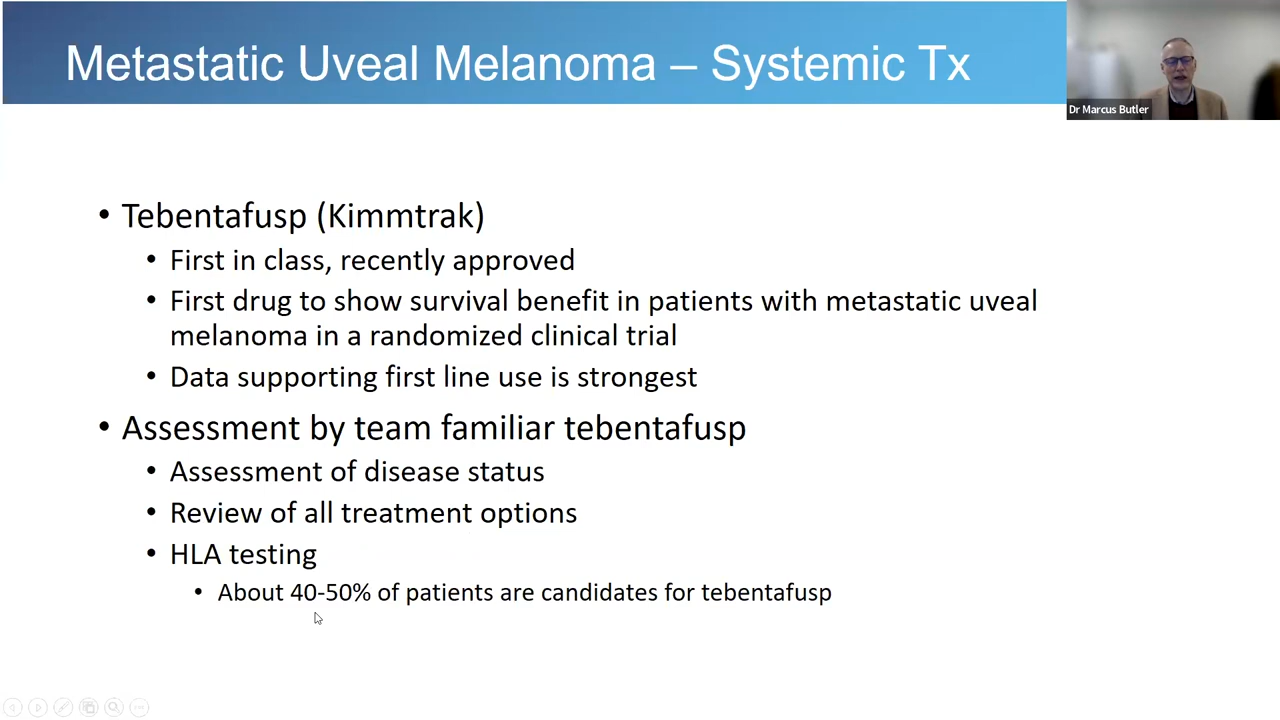 Metastatic Uveal Melanoma – Systemic Tx
Dr Marcus Butler
• Tebentafusp (Kimmtrak)
• First in class, recently approved
• First drug to show survival benefit in patients with metastatic uveal
melanoma in a randomized clinical trial
• Data supporting first line use is strongest
• Assessment by team familiar tebentafusp
• Assessment of disease status
• Review of all treatment options
• HLA testing
• About 40-50% of patients are candidates for tebentafusp